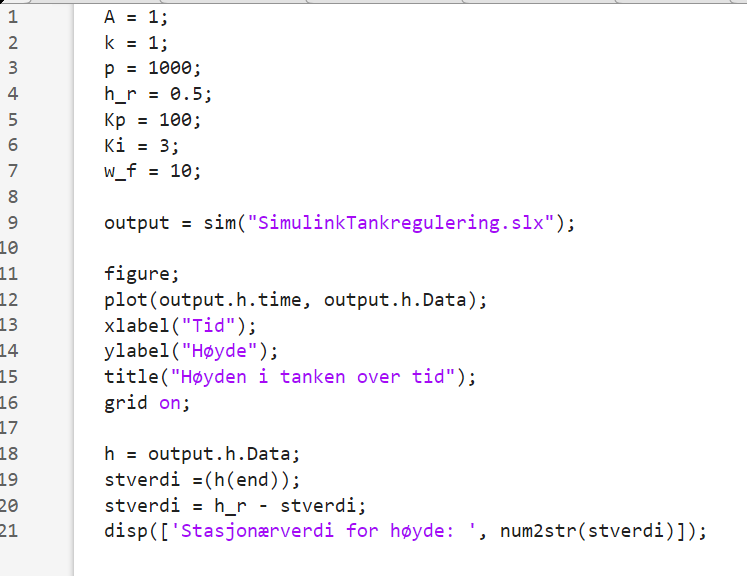 1 A = 1;
2 k = 1;
3 p = 1000;
4 h_r = 0.5;
5 Kp = 100;
6 Ki = 3;
7 w_f = 10;
8
9 output = sim("SimulinkTankregulering.slx");
10
11 figure;
12 plot(output.h.time, output.h.Data);
13 xlabel("Tid");
14 ylabel("Høyde");
15 title("Høyden i tanken over tid");
16 grid on;
17
18 h = output.h.Data;
19 stverdi =(h(end));
20 stverdi = h_r - stverdi;
21 disp(['Stasjonærverdi for høyde: ', num2str(stverdi)]);